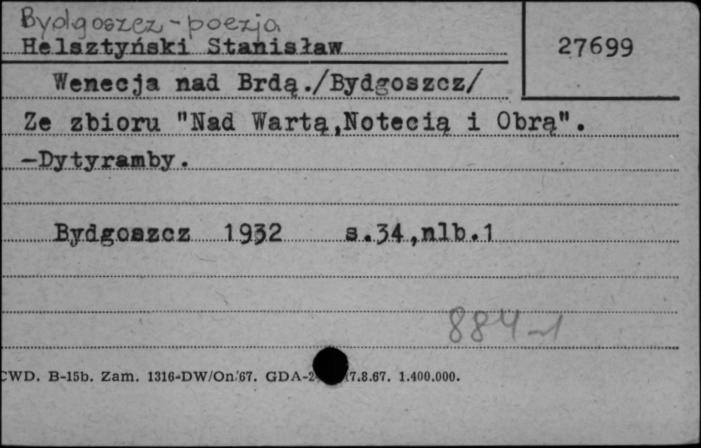 Bydgoszcz - poezja
Helsztyński Stanisław
27699
Wenecja nad Brdą./Bydgoszcz/
Ze zbioru "Nad Wartą,Notecią i Obrą".
-Dytyramby.
Bydgoszcz 1932 s.34,nlb.1
884-1
CWD. B-15b. Zam. 1316-DW/On/67. GDA-2 7.8.67. 1.400.000.